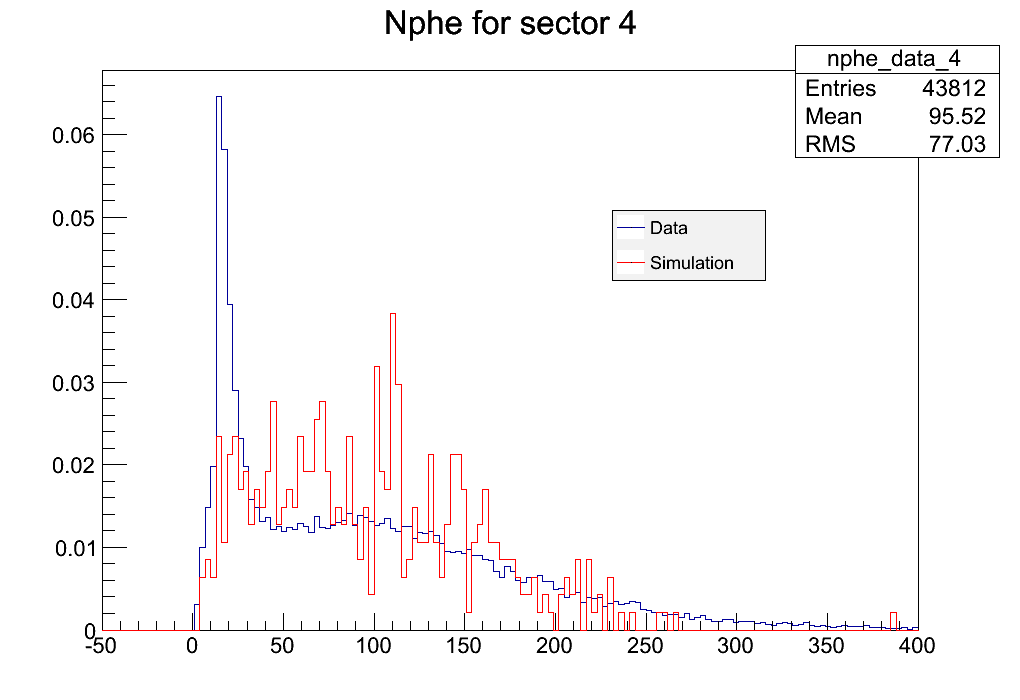 Nphe for sector 4
nphe_data_4
Entries 43812
Mean 95.52
RMS 77.03
Data
Simulation
0.06
0.05
0.04
0.03
0.02
0.01
0
-50 0 50 100 150 200 250 300 350 400